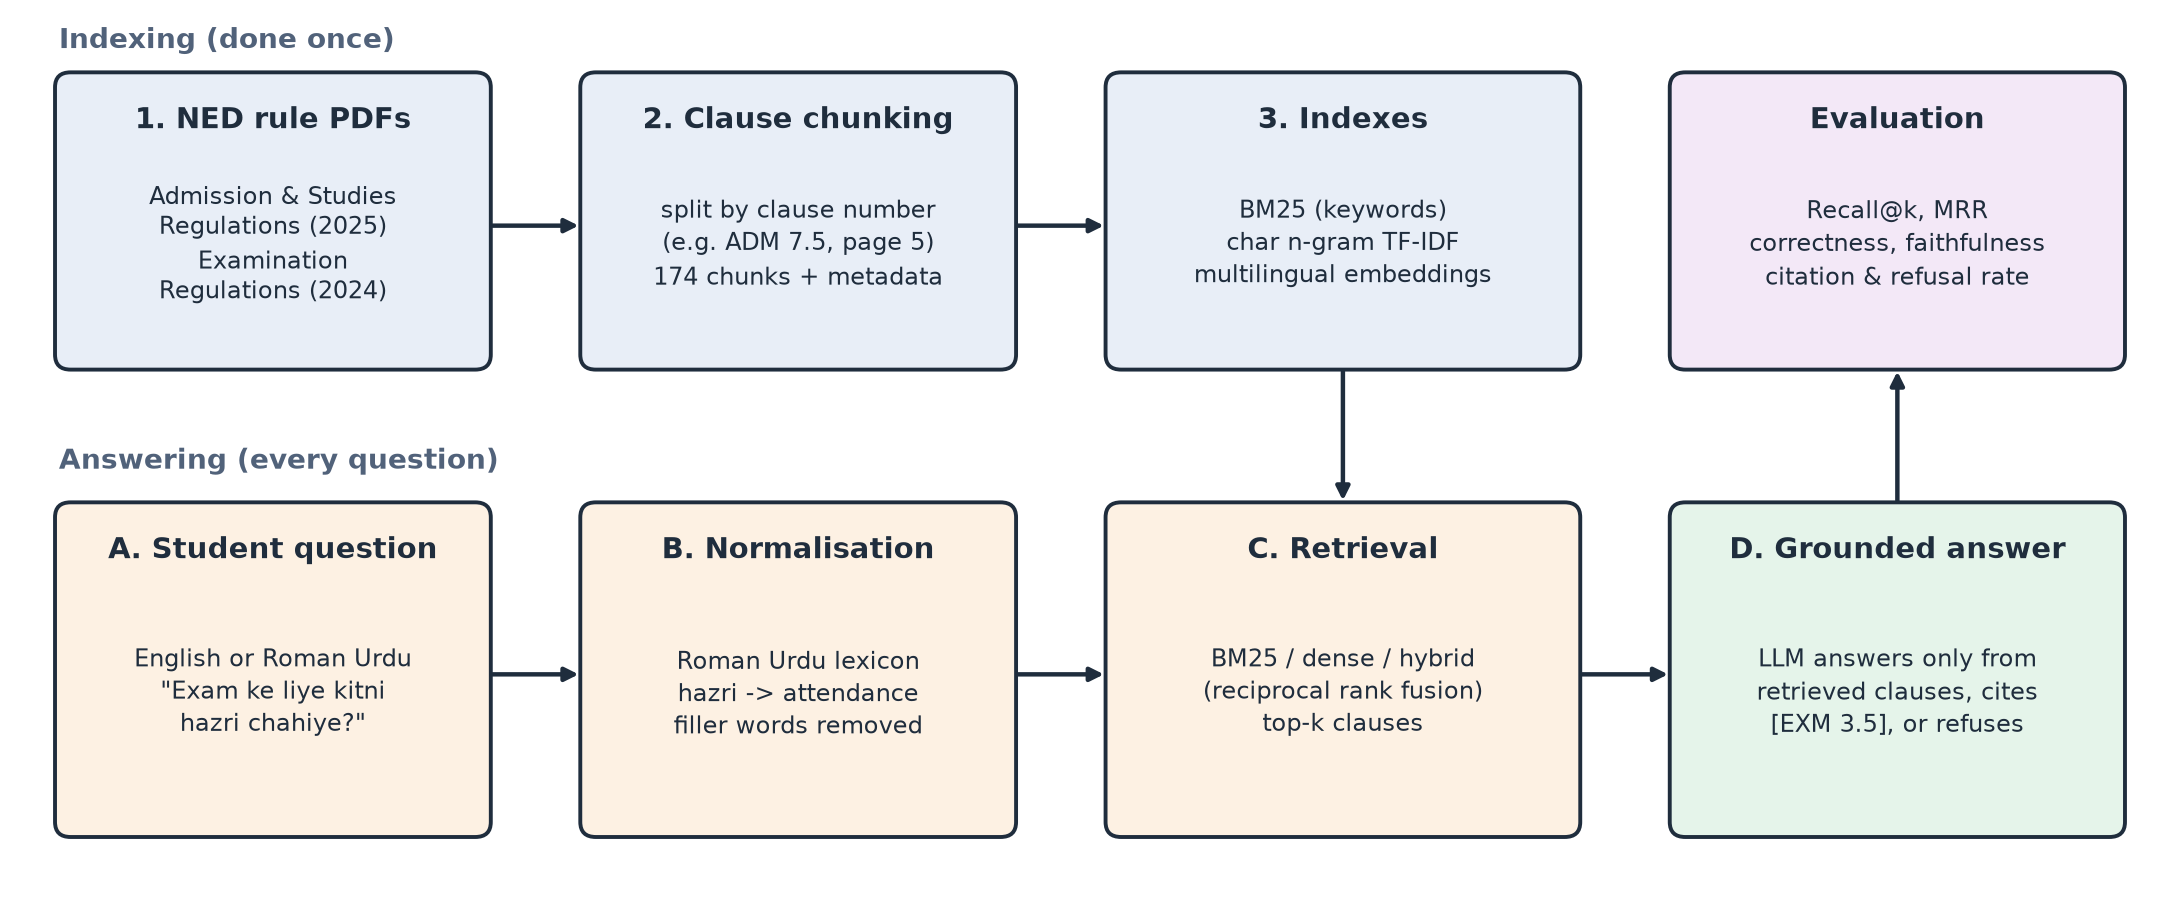 Indexing (done once)
1. NED rule PDFs
Admission & Studies
Regulations (2025)
Examination
Regulations (2024)
2. Clause chunking
split by clause number
(e.g. ADM 7.5, page 5)
174 chunks + metadata
3. Indexes
BM25 (keywords)
char n-gram TF-IDF
multilingual embeddings
Evaluation
Recall@k, MRR
correctness, faithfulness
citation & refusal rate
Answering (every question)
A. Student question
English or Roman Urdu
"Exam ke liye kitni
hazri chahiye?"
B. Normalisation
Roman Urdu lexicon
hazri -> attendance
filler words removed
C. Retrieval
BM25 / dense / hybrid
(reciprocal rank fusion)
top-k clauses
D. Grounded answer
LLM answers only from
retrieved clauses, cites
[EXM 3.5], or refuses